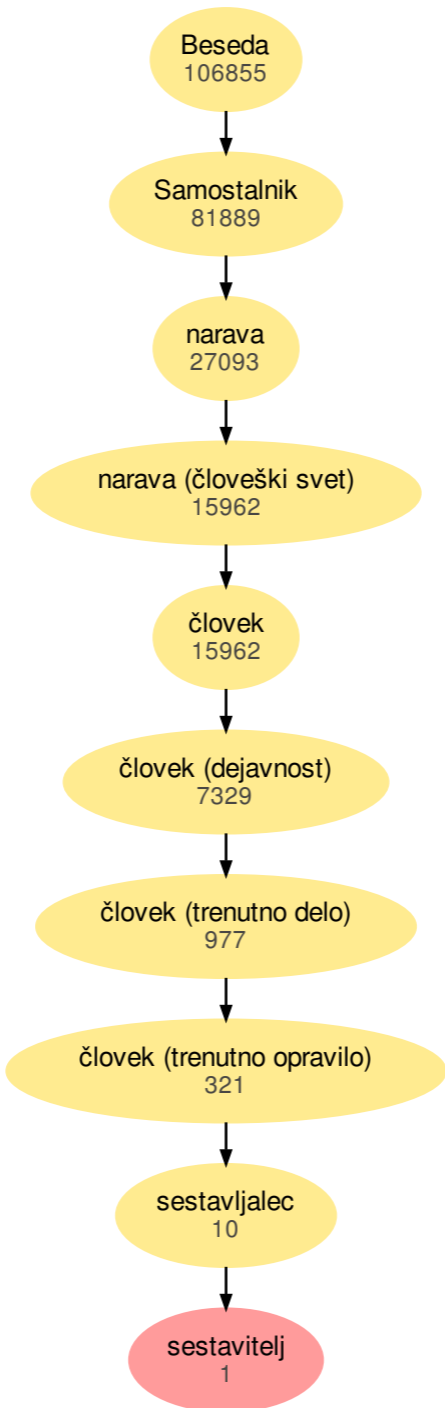 Beseda
106855
Samostalnik
81889
narava
27093
narava (človeški svet)
15962
človek
15962
človek (dejavnost)
7329
človek (trenutno delo)
977
človek (trenutno opravilo)
321
sestavljalec
10
sestavitelj
1